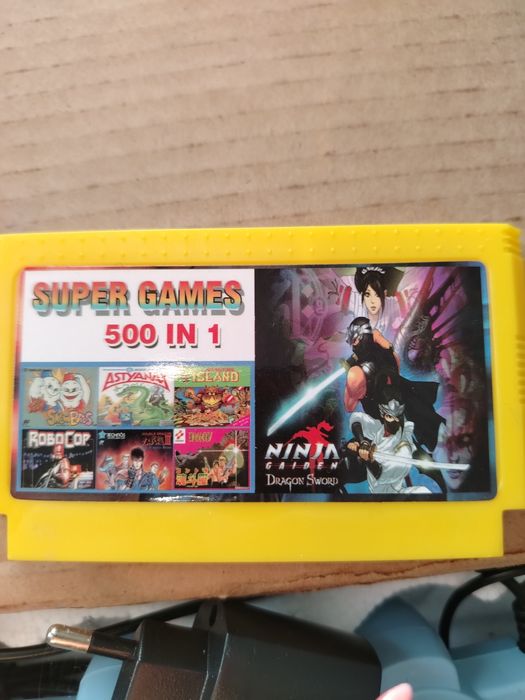 SUPER GAMES
500 IN 1
ASTYANAX
ISLAND
ROBOCOP
NINJA
GAIDEN
DRAGON SWORD